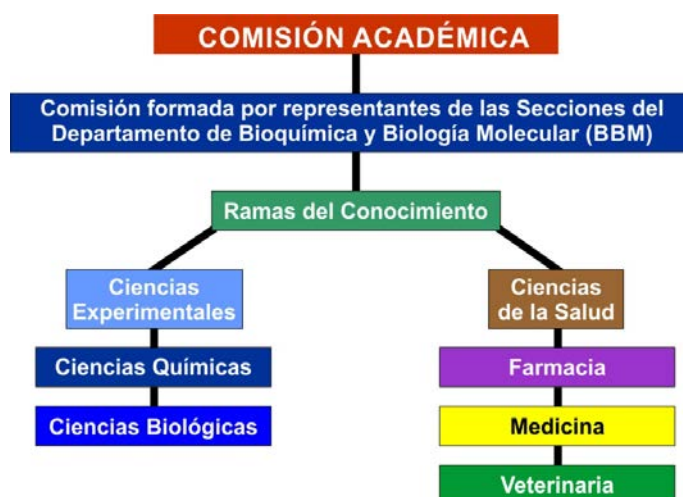 COMISIÓN ACADÉMICA
Comisión formada por representantes de las Secciones del
Departamento de Bioquímica y Biología Molecular (BBM)
Ramas del Conocimiento
Ciencias
Experimentales
Ciencias Químicas
Ciencias Biológicas
Ciencias
de la Salud
Farmacia
Medicina
Veterinaria